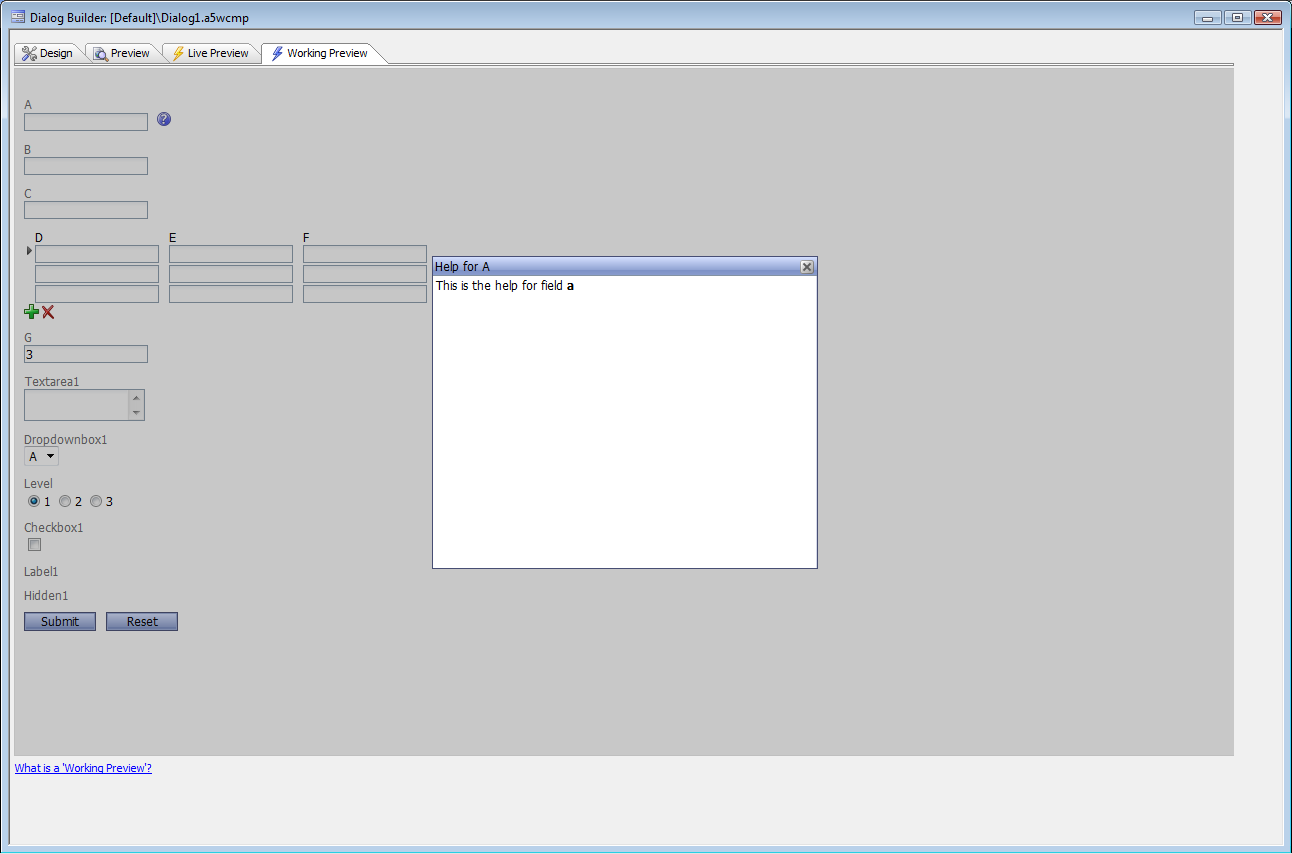 Dialog Builder: [Default]\Dialog1.a5wcmp
Design Preview Live Preview Working Preview
A
?
B
C
D E F
Help for A
This is the help for field a
G
3
Textarea1
Dropdownbox1
A
Level
1 2 3
Checkbox1
Label1
Hidden1
Submit Reset
What is a 'Working Preview'?